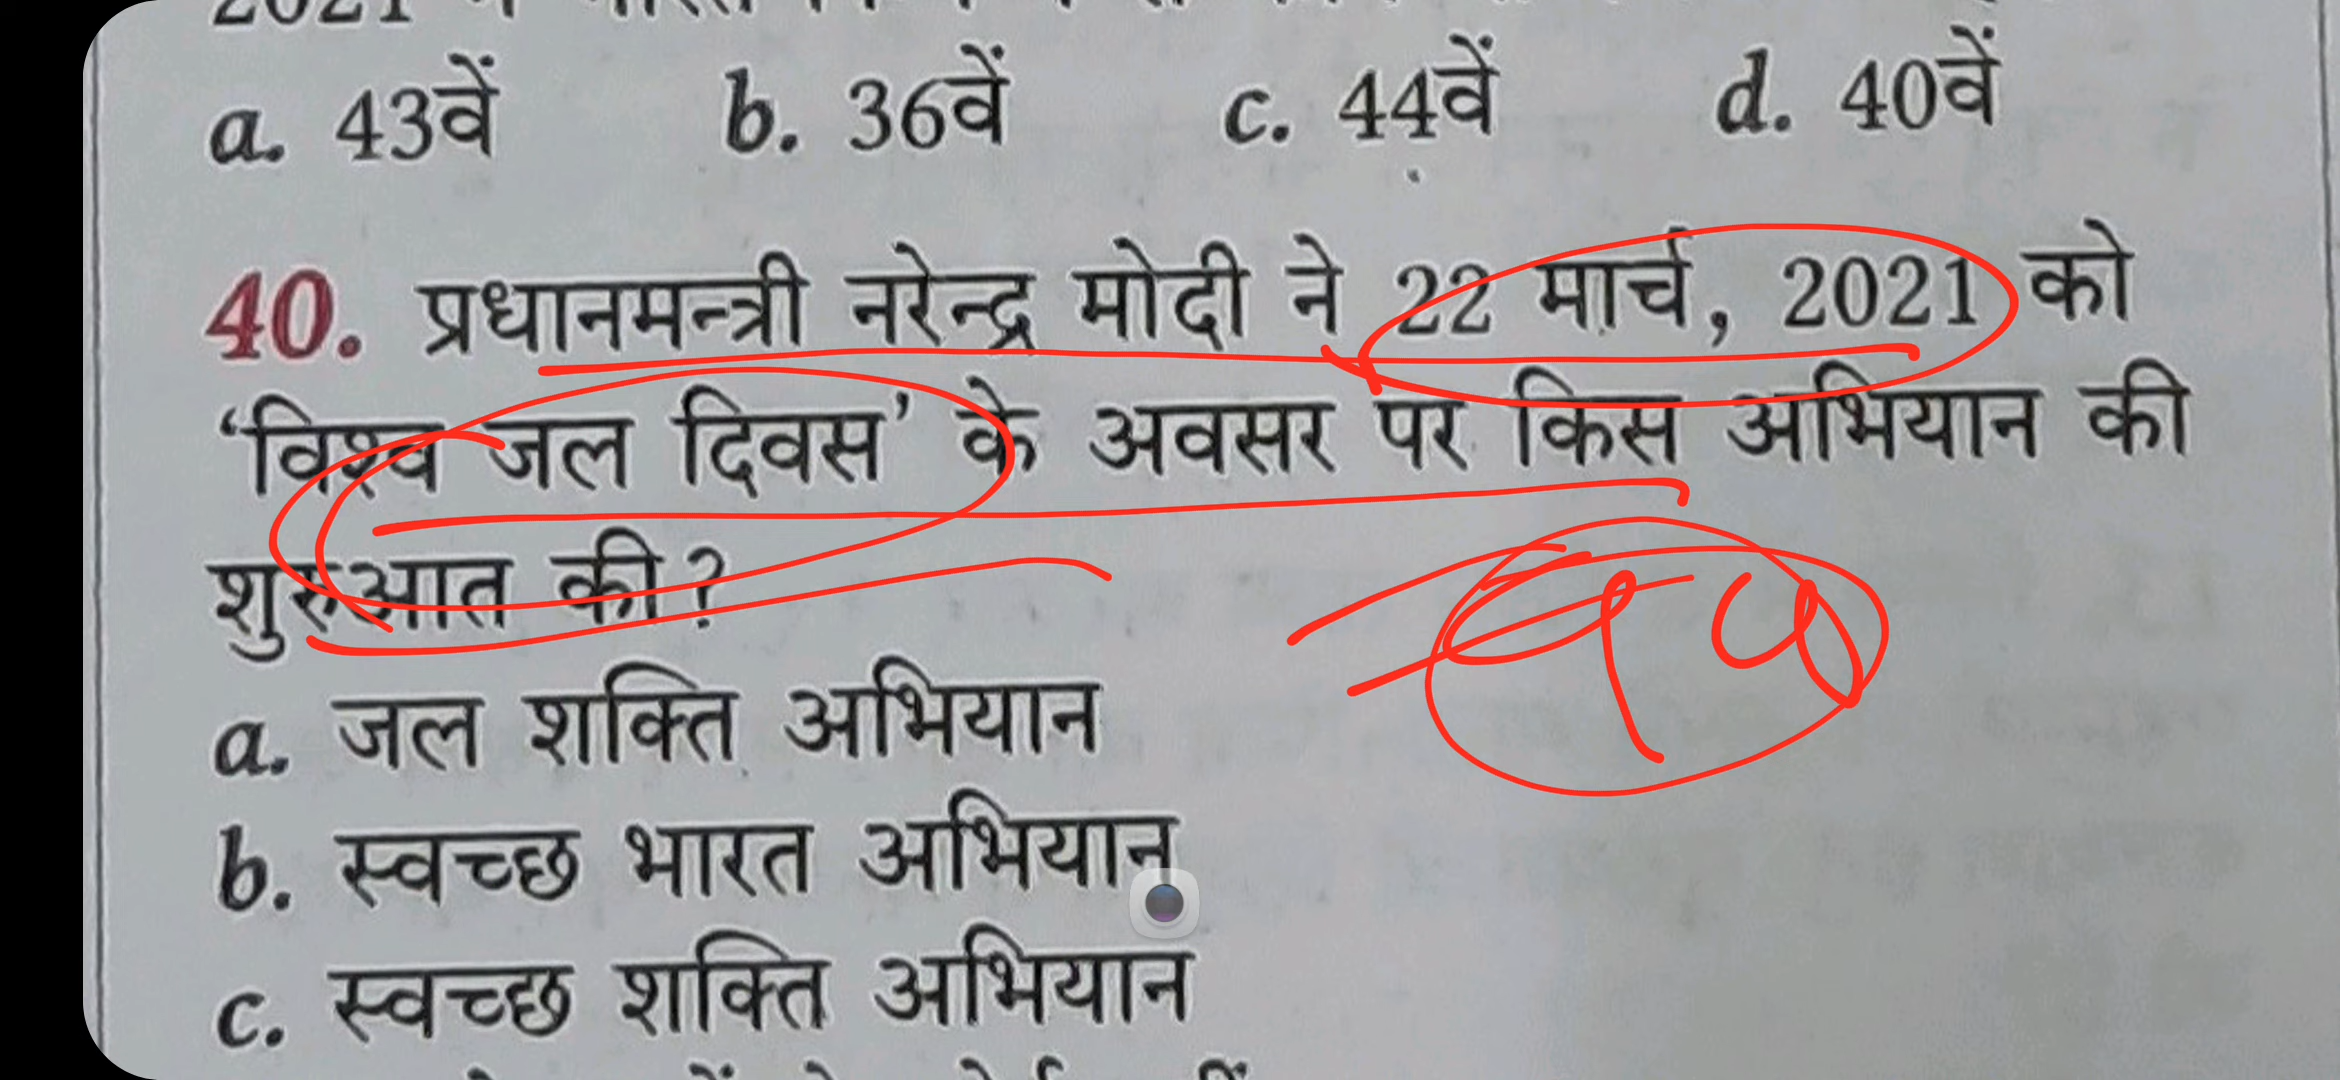 2021
a. 43वें b. 36वें c. 44वें d. 40वें
40. प्रधानमन्त्री नरेन्द्र मोदी ने 22 मार्च, 2021 को
‘विश्व जल दिवस’ के अवसर पर किस अभियान की
शुरुआत की?
a. जल शक्ति अभियान
b. स्वच्छ भारत अभियान
c. स्वच्छ शक्ति अभियान